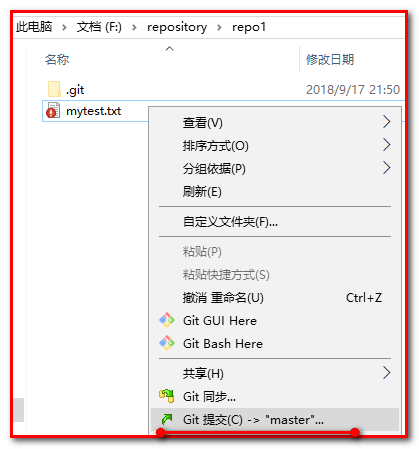 此电脑 > 文档 (F:) > repository > repo1
名称 修改日期
.git 2018/9/17 21:50
mytest.txt
查看(V)
排序方式(O)
分组依据(P)
刷新(E)
自定义文件夹(F)...
粘贴(P)
粘贴快捷方式(S)
撤消 重命名(U) Ctrl+Z
Git GUI Here
Git Bash Here
共享(H)
Git 同步...
Git 提交(C) -> "master"...